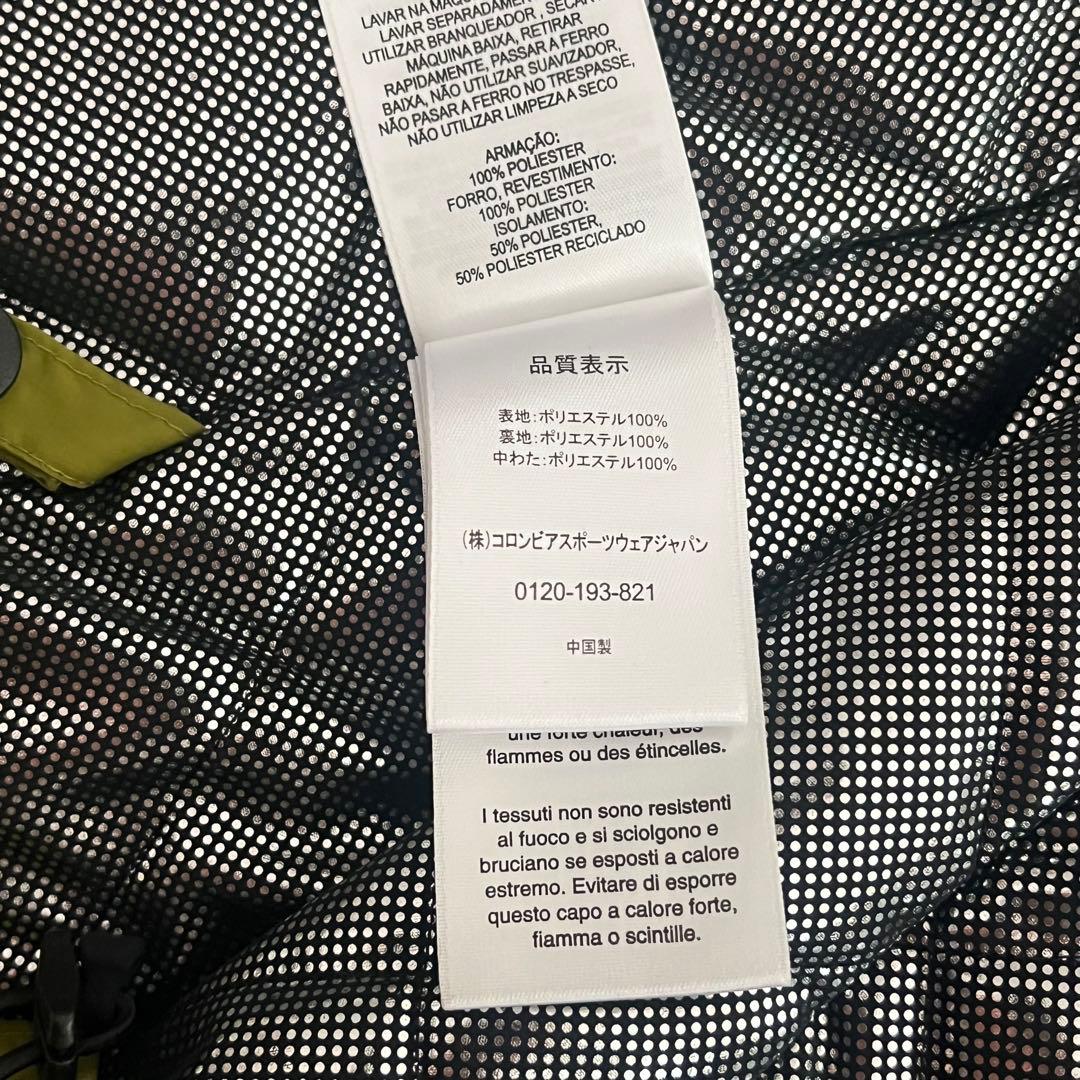 LAVAR NA
LAVAR SEPARADAMENTE
UTILIZAR BRANQUEADOR , SECAR
MÁQUINA BAIXA, RETIRAR
RAPIDAMENTE, PASSAR A FERRO
BAIXA, NÃO UTILIZAR SUAVIZADOR,
NÃO PASAR A FERRO NO TRESPASSE,
NÃO UTILIZAR LIMPEZA A SECO
ARMAÇÃO:
100% POLIESTER
FORRO, REVESTIMENTO:
100% POLIESTER
ISOLAMENTO:
50% POLIESTER,
50% POLIESTER RECICLADO
品質表示
表地:ポリエステル100%
裏地:ポリエステル100%
中わた:ポリエステル100%
(株)コロンビアスポーツウェアジャパン
0120-193-821
中国製
une forte chaleur, des
flammes ou des étincelles.
I tessuti non sono resistenti
al fuoco e si sciolgono e
bruciano se esposti a calore
estremo. Evitare di esporre
questo capo a calore forte,
fiamma o scintille.